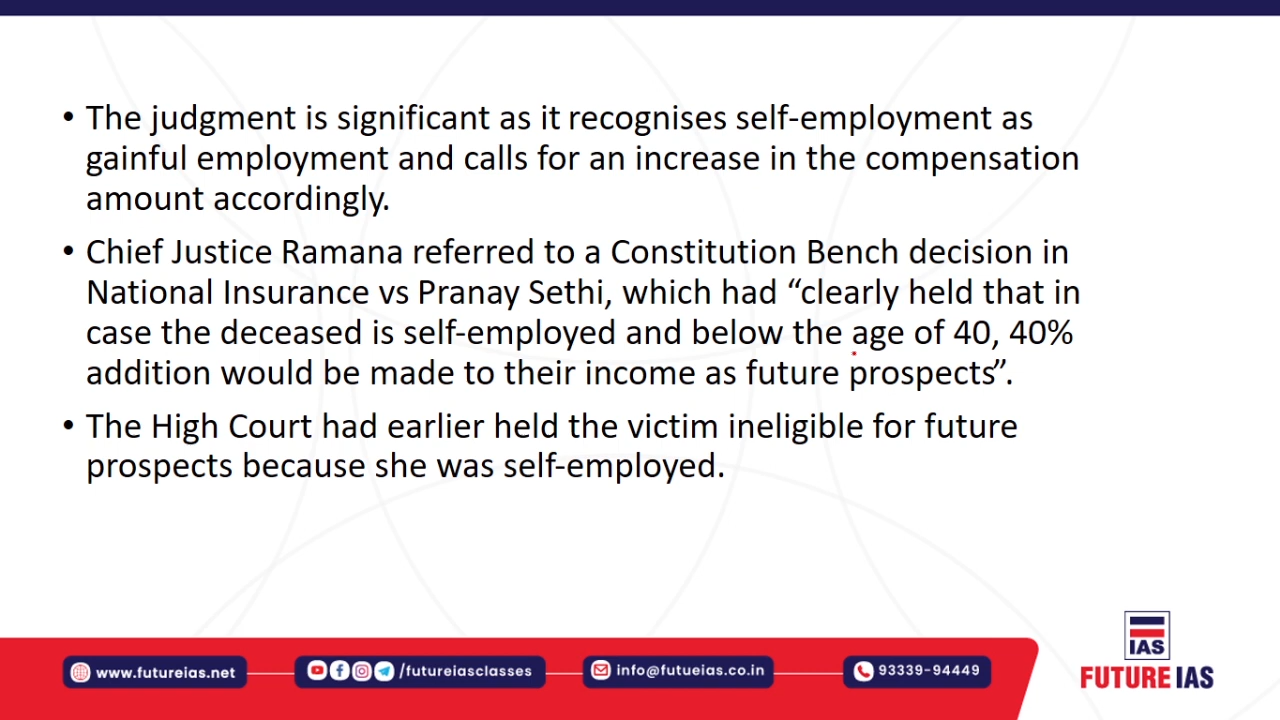 • The judgment is significant as it recognises self-employment as
gainful employment and calls for an increase in the compensation
amount accordingly.
• Chief Justice Ramana referred to a Constitution Bench decision in
National Insurance vs Pranay Sethi, which had “clearly held that in
case the deceased is self-employed and below the age of 40, 40%
addition would be made to their income as future prospects”.
• The High Court had earlier held the victim ineligible for future
prospects because she was self-employed.
www.futureias.net
/futureiasclasses
info@futueias.co.in
93339-94449
IAS
FUTURE IAS